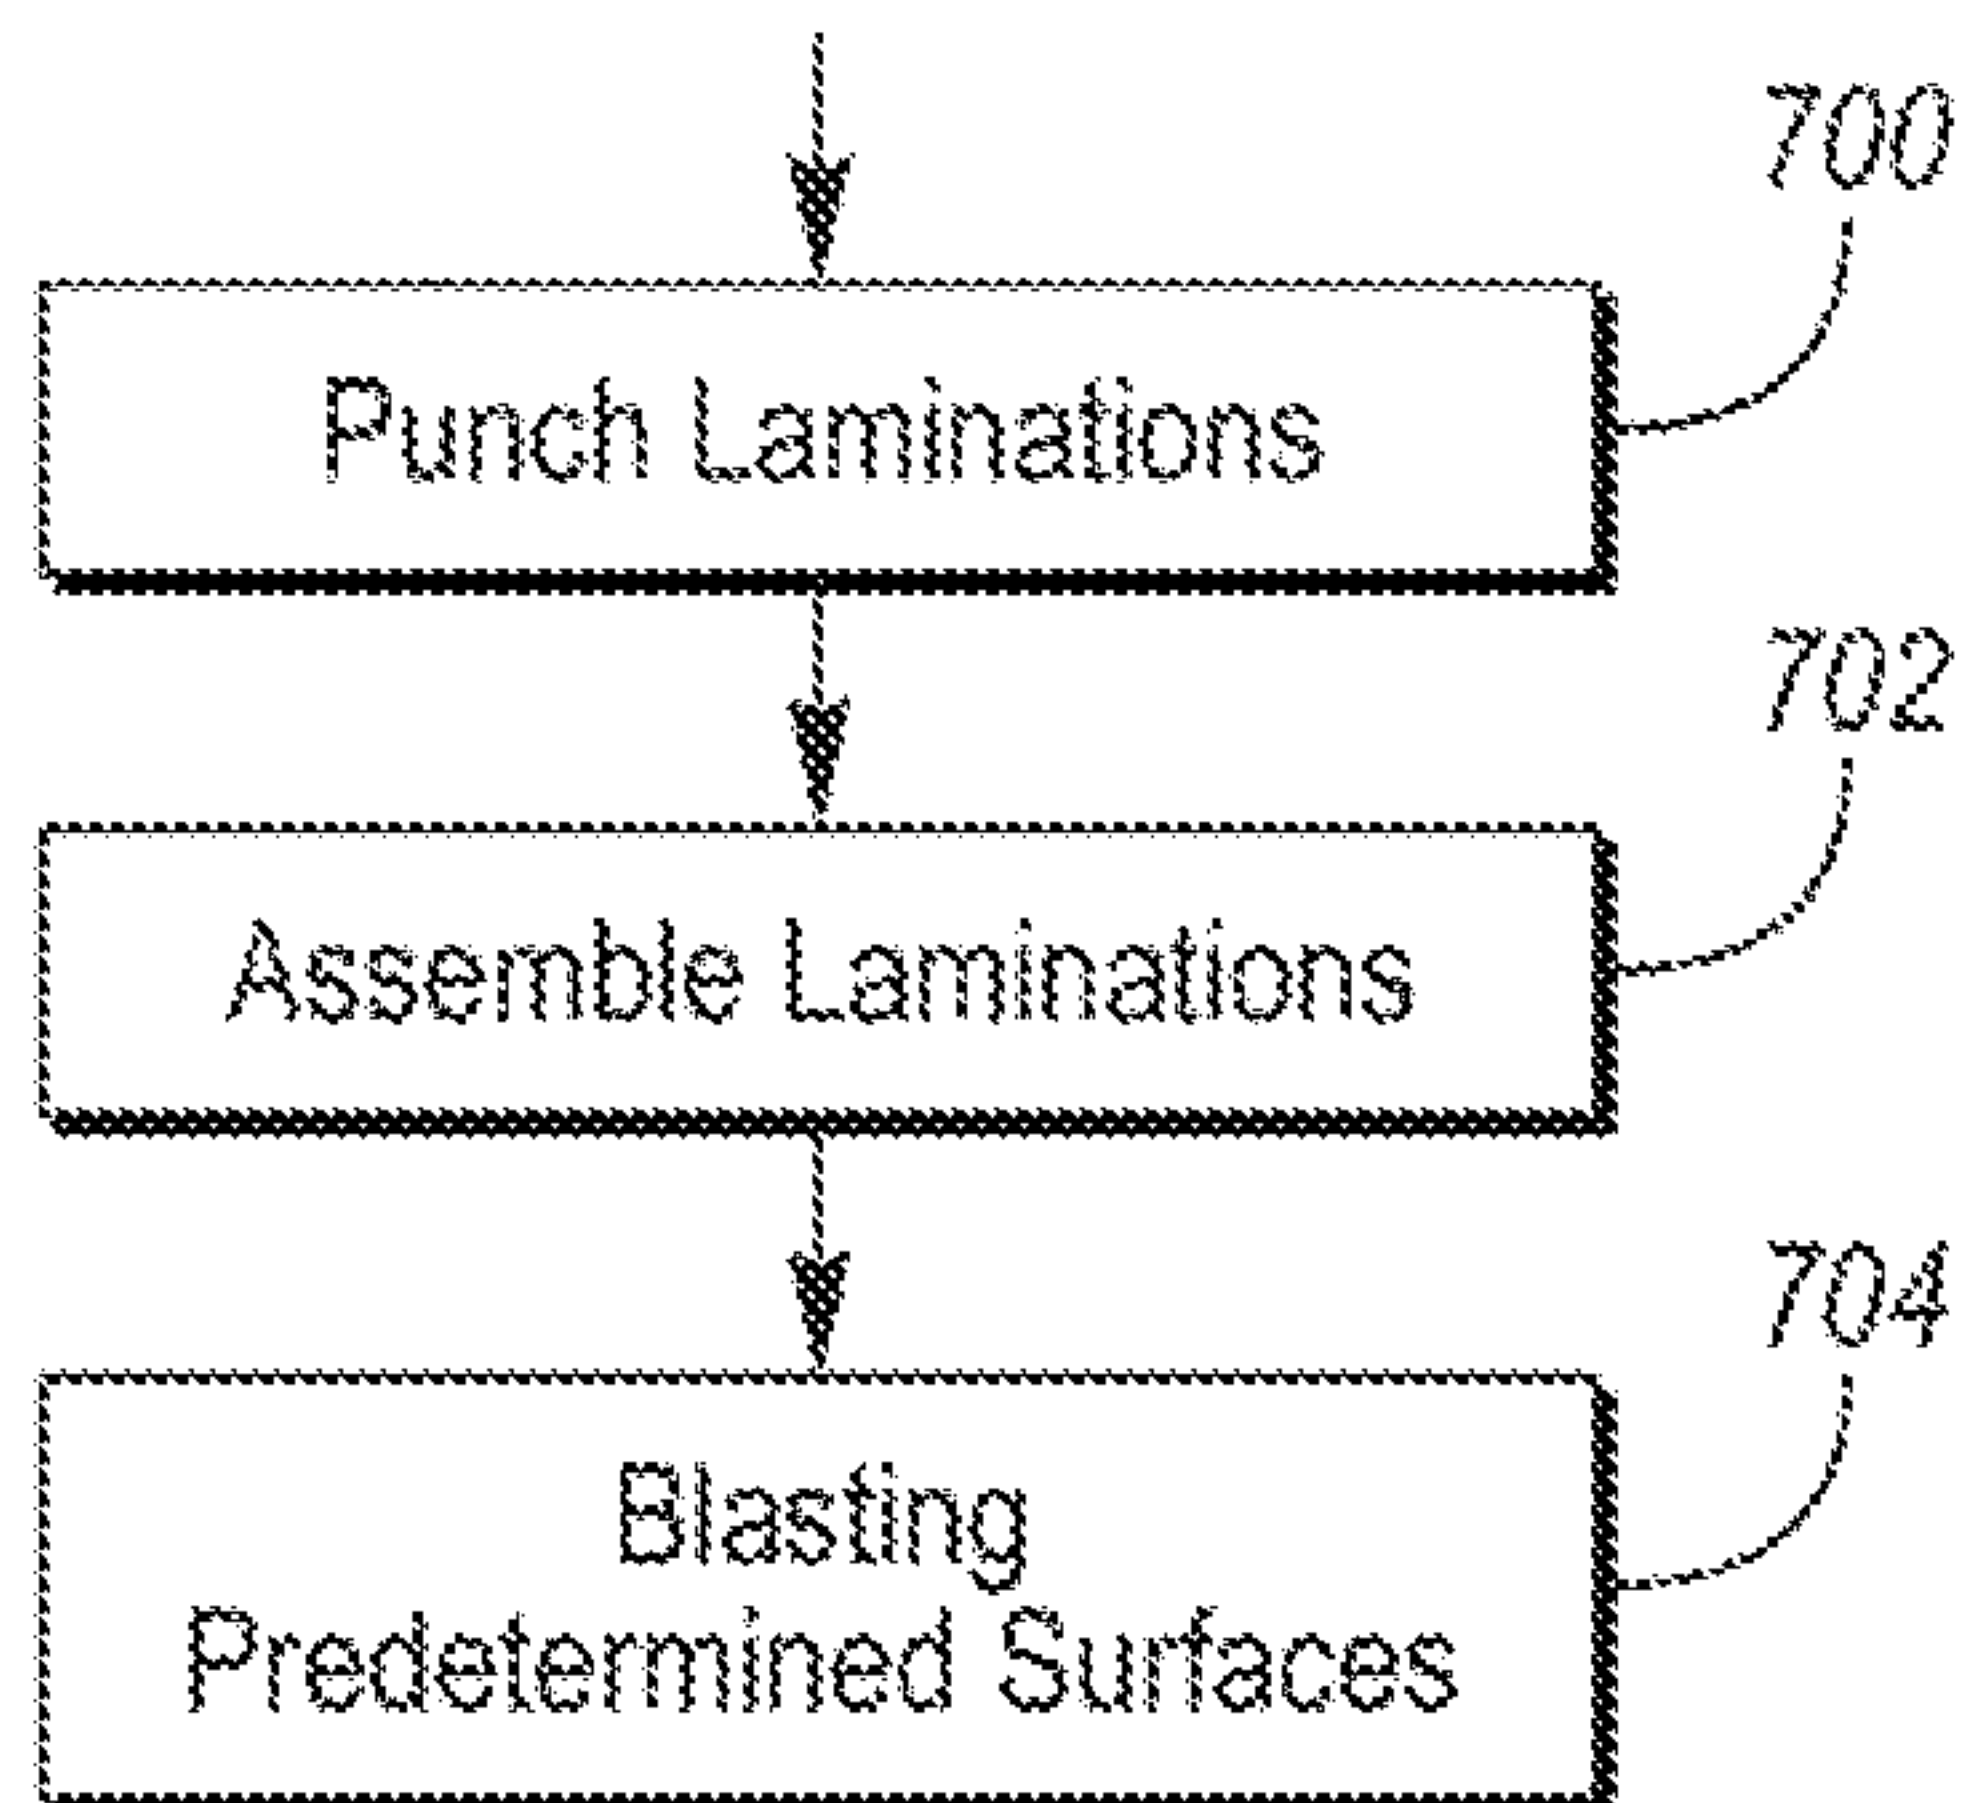 700
Punch Laminations
702
Assemble Laminations
704
Blasting
Predetermined Surfaces